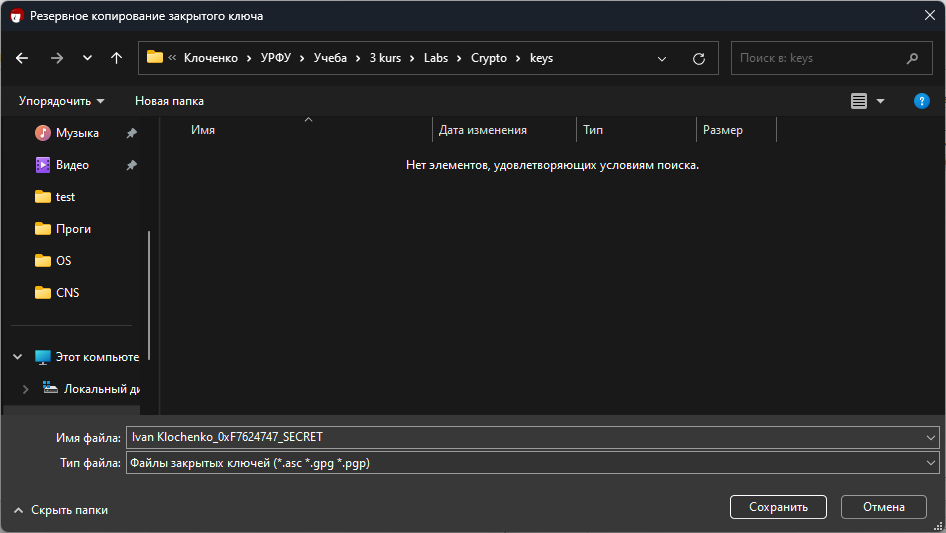 Резервное копирование закрытого ключа
« Клоченко › УРФУ › Учеба › 3 kurs › Labs › Crypto › keys
Поиск в: keys
Упорядочить
Новая папка
?
Музыка
Видео
test
Проги
OS
CNS
Этот компьюте
Локальный ди
Имя
Дата изменения
Тип
Размер
Нет элементов, удовлетворяющих условиям поиска.
Имя файла: Ivan Klochenko_0xF7624747_SECRET
Тип файла: Файлы закрытых ключей (*.asc *.gpg *.pgp)
Скрыть папки
Сохранить
Отмена